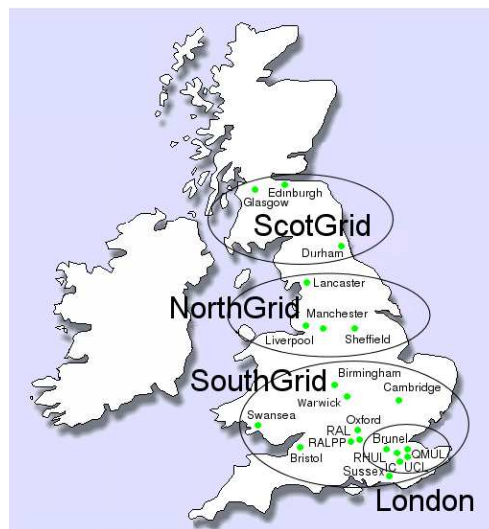 Edinburgh
Glasgow
ScotGrid
Durham
Lancaster
NorthGrid
Manchester
Liverpool
Sheffield
SouthGrid
Birmingham
Warwick
Cambridge
Swansea
Oxford
RAL
RALPP
Brunel
Bristol
RHUL
QMUL
IC
UCL
Sussex
London